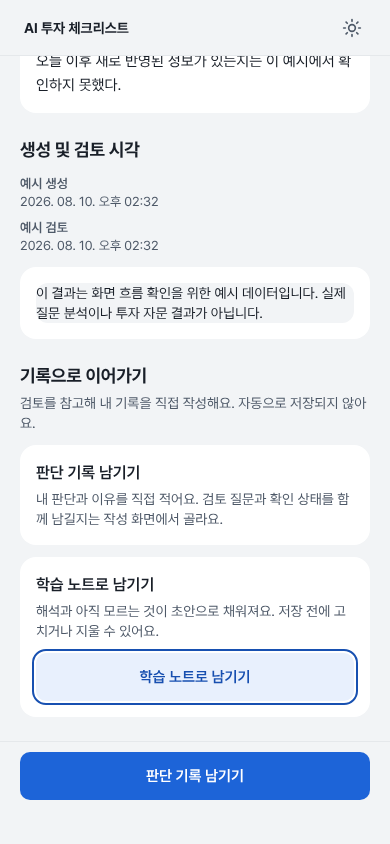 AI 투자 체크리스트
오늘 이후 새로 반영된 정보가 있는지는 이 예시에서 확
인하지 못했다.
생성 및 검토 시각
예시 생성
2026. 08. 10. 오후 02:32
예시 검토
2026. 08. 10. 오후 02:32
이 결과는 화면 흐름 확인을 위한 예시 데이터입니다. 실제
질문 분석이나 투자 자문 결과가 아닙니다.
기록으로 이어가기
검토를 참고해 내 기록을 직접 작성해요. 자동으로 저장되지 않아
요.
판단 기록 남기기
내 판단과 이유를 직접 적어요. 검토 질문과 확인 상태를 함
께 남길지는 작성 화면에서 골라요.
학습 노트로 남기기
해석과 아직 모르는 것이 초안으로 채워져요. 저장 전에 고
치거나 지울 수 있어요.
학습 노트로 남기기
판단 기록 남기기